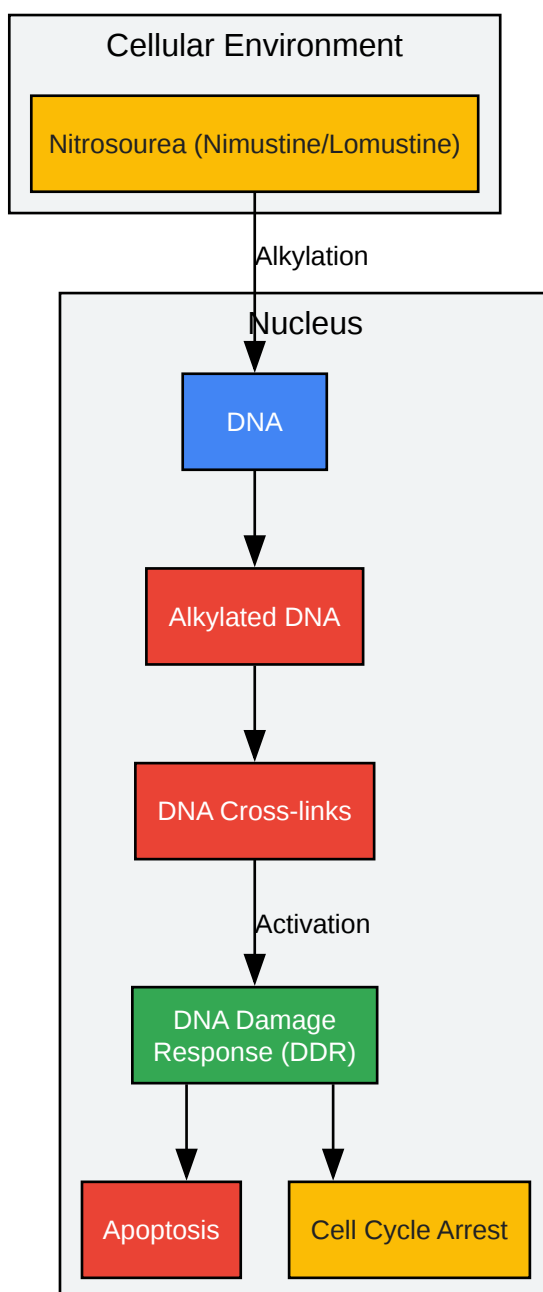 Cellular Environment
Nitrosourea (Nimustine/Lomustine)
Alkylation
Nucleus
DNA
Alkylated DNA
DNA Cross-links
Activation
DNA Damage
Response (DDR)
Apoptosis
Cell Cycle Arrest